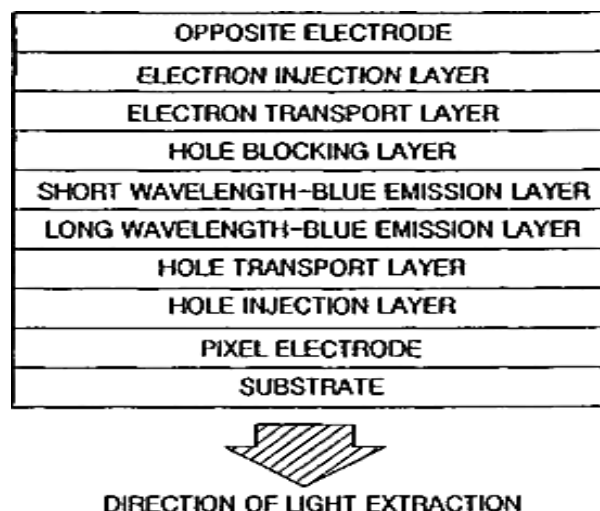 OPPOSITE ELECTRODE
ELECTRON INJECTION LAYER
ELECTRON TRANSPORT LAYER
HOLE BLOCKING LAYER
SHORT WAVELENGTH-BLUE EMISSION LAYER
LONG WAVELENGTH-BLUE EMISSION LAYER
HOLE TRANSPORT LAYER
HOLE INJECTION LAYER
PIXEL ELECTRODE
SUBSTRATE
DIRECTION OF LIGHT EXTRACTION